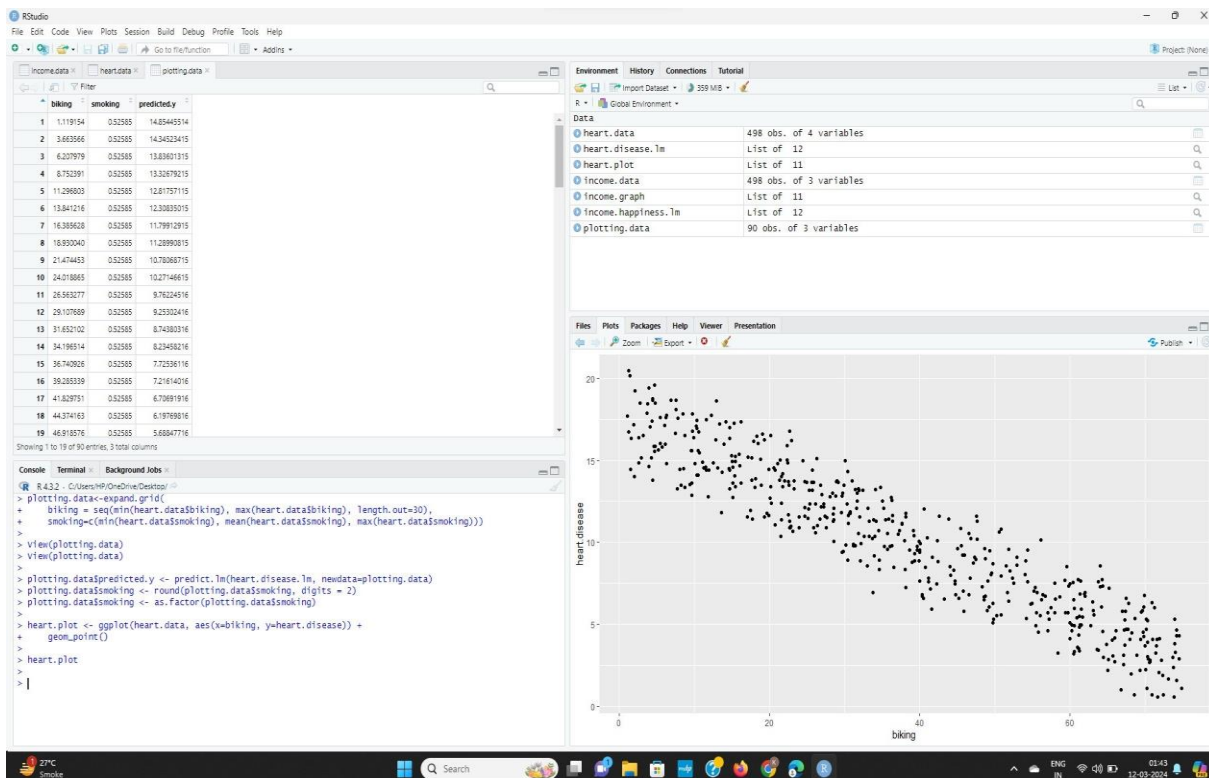 RStudio
File Edit Code View Plots Session Build Debug Profile Tools Help
Go to file/function Addins
Project: (None)
income.data heart.data plotting.data
Filter
biking smoking predicted.y
1 1.119154 0.52585 14.85445514
2 3.663566 0.52585 14.34523415
3 6.207979 0.52585 13.83601315
4 8.752391 0.52585 13.32679215
5 11.296803 0.52585 12.81757115
6 13.841216 0.52585 12.30835015
7 16.385628 0.52585 11.79912915
8 18.930040 0.52585 11.28990815
9 21.474453 0.52585 10.78068715
10 24.018865 0.52585 10.27146615
11 26.563277 0.52585 9.76224516
12 29.107689 0.52585 9.25302416
13 31.652102 0.52585 8.74380316
14 34.196514 0.52585 8.23458216
15 36.740926 0.52585 7.72536116
16 39.285339 0.52585 7.21614016
17 41.829751 0.52585 6.70691916
18 44.374163 0.52585 6.19769816
19 46.918576 0.52585 5.68847716
Showing 1 to 19 of 90 entries, 3 total columns
Console Terminal Background Jobs
R 4.3.2 · C:/Users/HP/OneDrive/Desktop/
> plotting.data<-expand.grid(
+ biking = seq(min(heart.data$biking), max(heart.data$biking), length.out=30),
+ smoking=c(min(heart.data$smoking), mean(heart.data$smoking), max(heart.data$smoking)))
>
> View(plotting.data)
> View(plotting.data)
>
> plotting.data$predicted.y <- predict.lm(heart.disease.lm, newdata=plotting.data)
> plotting.data$smoking <- round(plotting.data$smoking, digits = 2)
> plotting.data$smoking <- as.factor(plotting.data$smoking)
>
> heart.plot <- ggplot(heart.data, aes(x=biking, y=heart.disease)) +
+ geom_point()
>
> heart.plot
>
>
Environment History Connections Tutorial
Import Dataset 359 MiB List
R Global Environment
Data
heart.data 498 obs. of 4 variables
heart.disease.lm List of 12
heart.plot List of 11
income.data 498 obs. of 3 variables
income.graph List of 11
income.happiness.lm List of 12
plotting.data 90 obs. of 3 variables
Files Plots Packages Help Viewer Presentation
Zoom Export Publish
20
15
10
5
0
heart.disease
0 20 40 60
biking
1 27°C
Smoke
Search
ENG
IN
01:43
12-03-2024